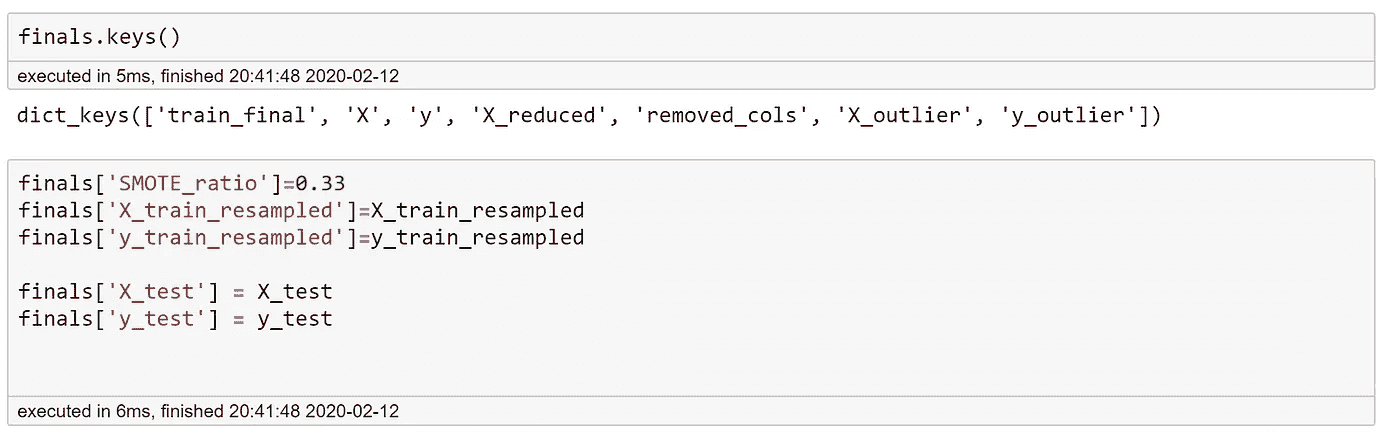 finals.keys()
executed in 5ms, finished 20:41:48 2020-02-12
dict_keys(['train_final', 'X', 'y', 'X_reduced', 'removed_cols', 'X_outlier', 'y_outlier'])
finals['SMOTE_ratio']=0.33
finals['X_train_resampled']=X_train_resampled
finals['y_train_resampled']=y_train_resampled
finals['X_test'] = X_test
finals['y_test'] = y_test
executed in 6ms, finished 20:41:48 2020-02-12